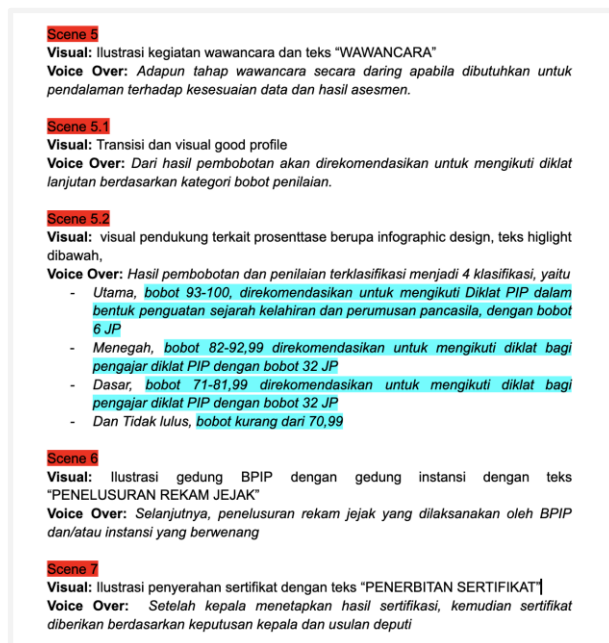 Scene 5
Visual: Ilustrasi kegiatan wawancara dan teks “WAWANCARA”
Voice Over: Adapun tahap wawancara secara daring apabila dibutuhkan untuk
pendalaman terhadap kesesuaian data dan hasil asesmen.
Scene 5.1
Visual: Transisi dan visual good profile
Voice Over: Dari hasil pembobotan akan direkomendasikan untuk mengikuti diklat
lanjutan berdasarkan kategori bobot penilaian.
Scene 5.2
Visual: visual pendukung terkait prosenttase berupa infographic design, teks higlight
dibawah,
Voice Over: Hasil pembobotan dan penilaian terklasifikasi menjadi 4 klasifikasi, yaitu
- Utama, bobot 93-100, direkomendasikan untuk mengikuti Diklat PIP dalam
bentuk penguatan sejarah kelahiran dan perumusan pancasila, dengan bobot
6 JP
- Menegah, bobot 82-92,99 direkomendasikan untuk mengikuti diklat bagi
pengajar diklat PIP dengan bobot 32 JP
- Dasar, bobot 71-81,99 direkomendasikan untuk mengikuti diklat bagi
pengajar diklat PIP dengan bobot 32 JP
- Dan Tidak lulus, bobot kurang dari 70,99
Scene 6
Visual: Ilustrasi gedung BPIP dengan gedung instansi dengan teks
“PENELUSURAN REKAM JEJAK”
Voice Over: Selanjutnya, penelusuran rekam jejak yang dilaksanakan oleh BPIP
dan/atau instansi yang berwenang
Scene 7
Visual: Ilustrasi penyerahan sertifikat dengan teks “PENERBITAN SERTIFIKAT”
Voice Over: Setelah kepala menetapkan hasil sertifikasi, kemudian sertifikat
diberikan berdasarkan keputusan kepala dan usulan deputi